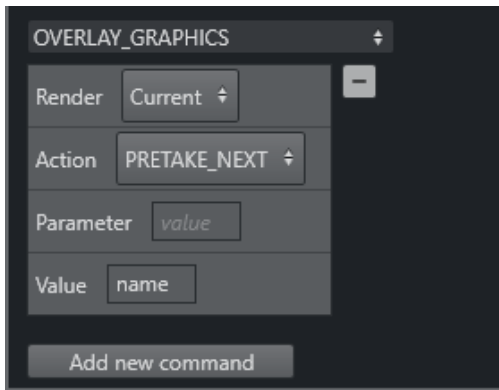 OVERLAY_GRAPHICS
Render Current
Action PRETAKE_NEXT
Parameter value
Value name
Add new command